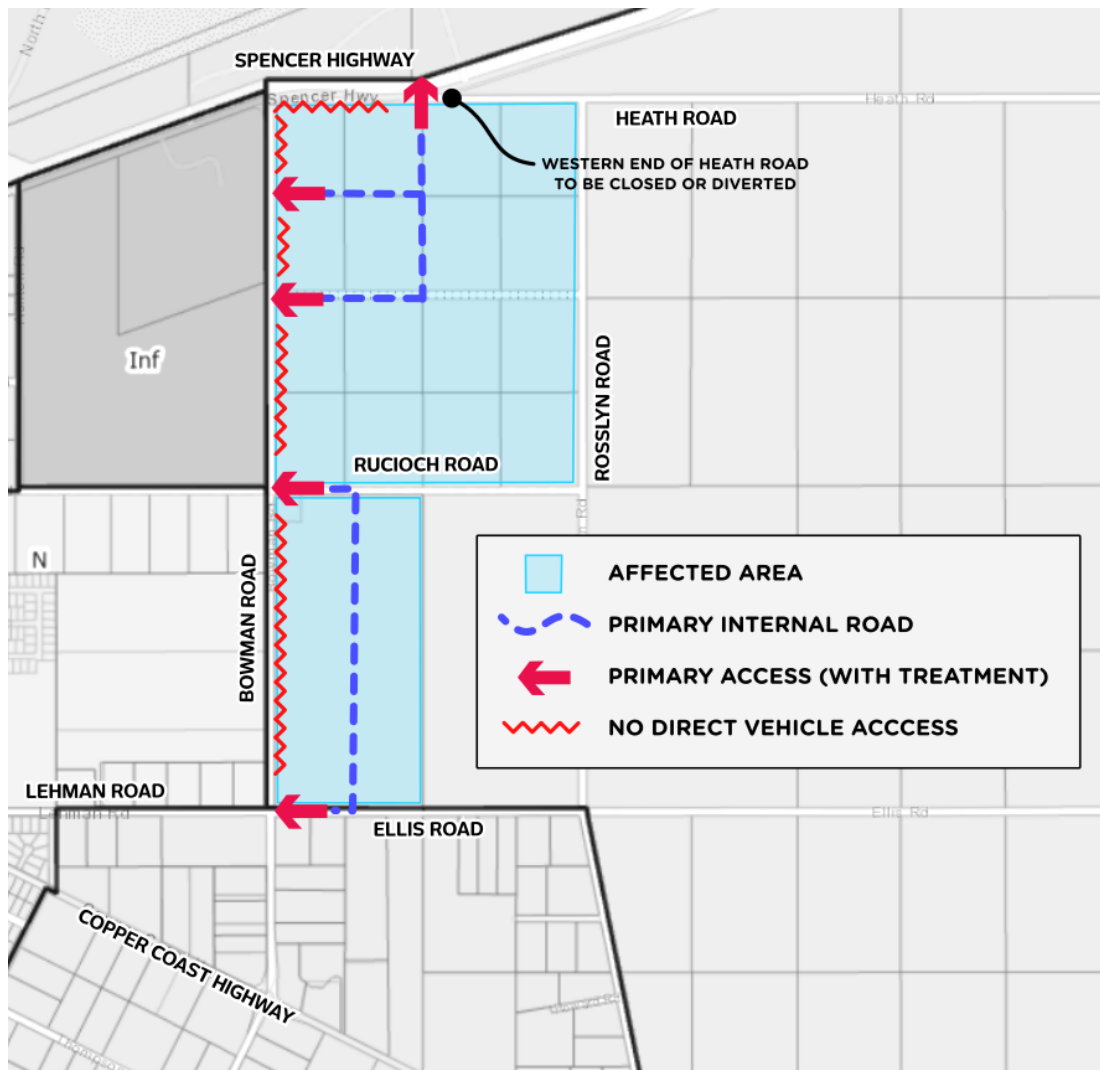 North
SPENCER HIGHWAY
Spencer Hwy
Heath Rd
HEATH ROAD
WESTERN END OF HEATH ROAD
TO BE CLOSED OR DIVERTED
Inf
ROSSLYN ROAD
RUCIOCH ROAD
N
BOWMAN ROAD
AFFECTED AREA
PRIMARY INTERNAL ROAD
PRIMARY ACCESS (WITH TREATMENT)
NO DIRECT VEHICLE ACCCESS
LEHMAN ROAD
Lehman Rd
ELLIS ROAD
Ellis Rd
COPPER COAST HIGHWAY